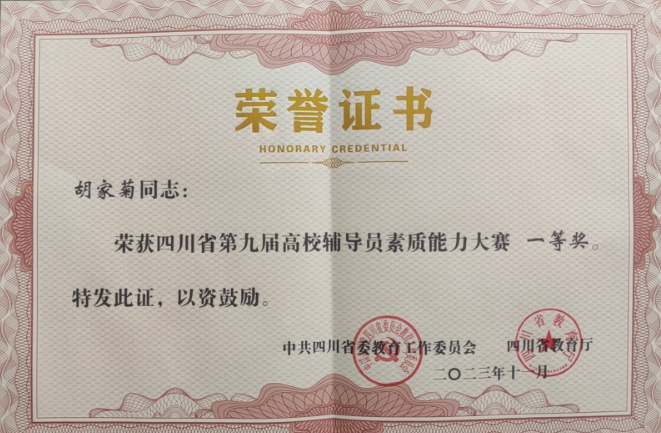 荣誉证书
HONORARY CREDENTIAL
胡家菊同志：
荣获四川省第九届高校辅导员素质能力大赛 一等奖。
特发此证，以资鼓励。
中共四川省委教育工作委员会 四川省教育厅
二〇二三年十一月